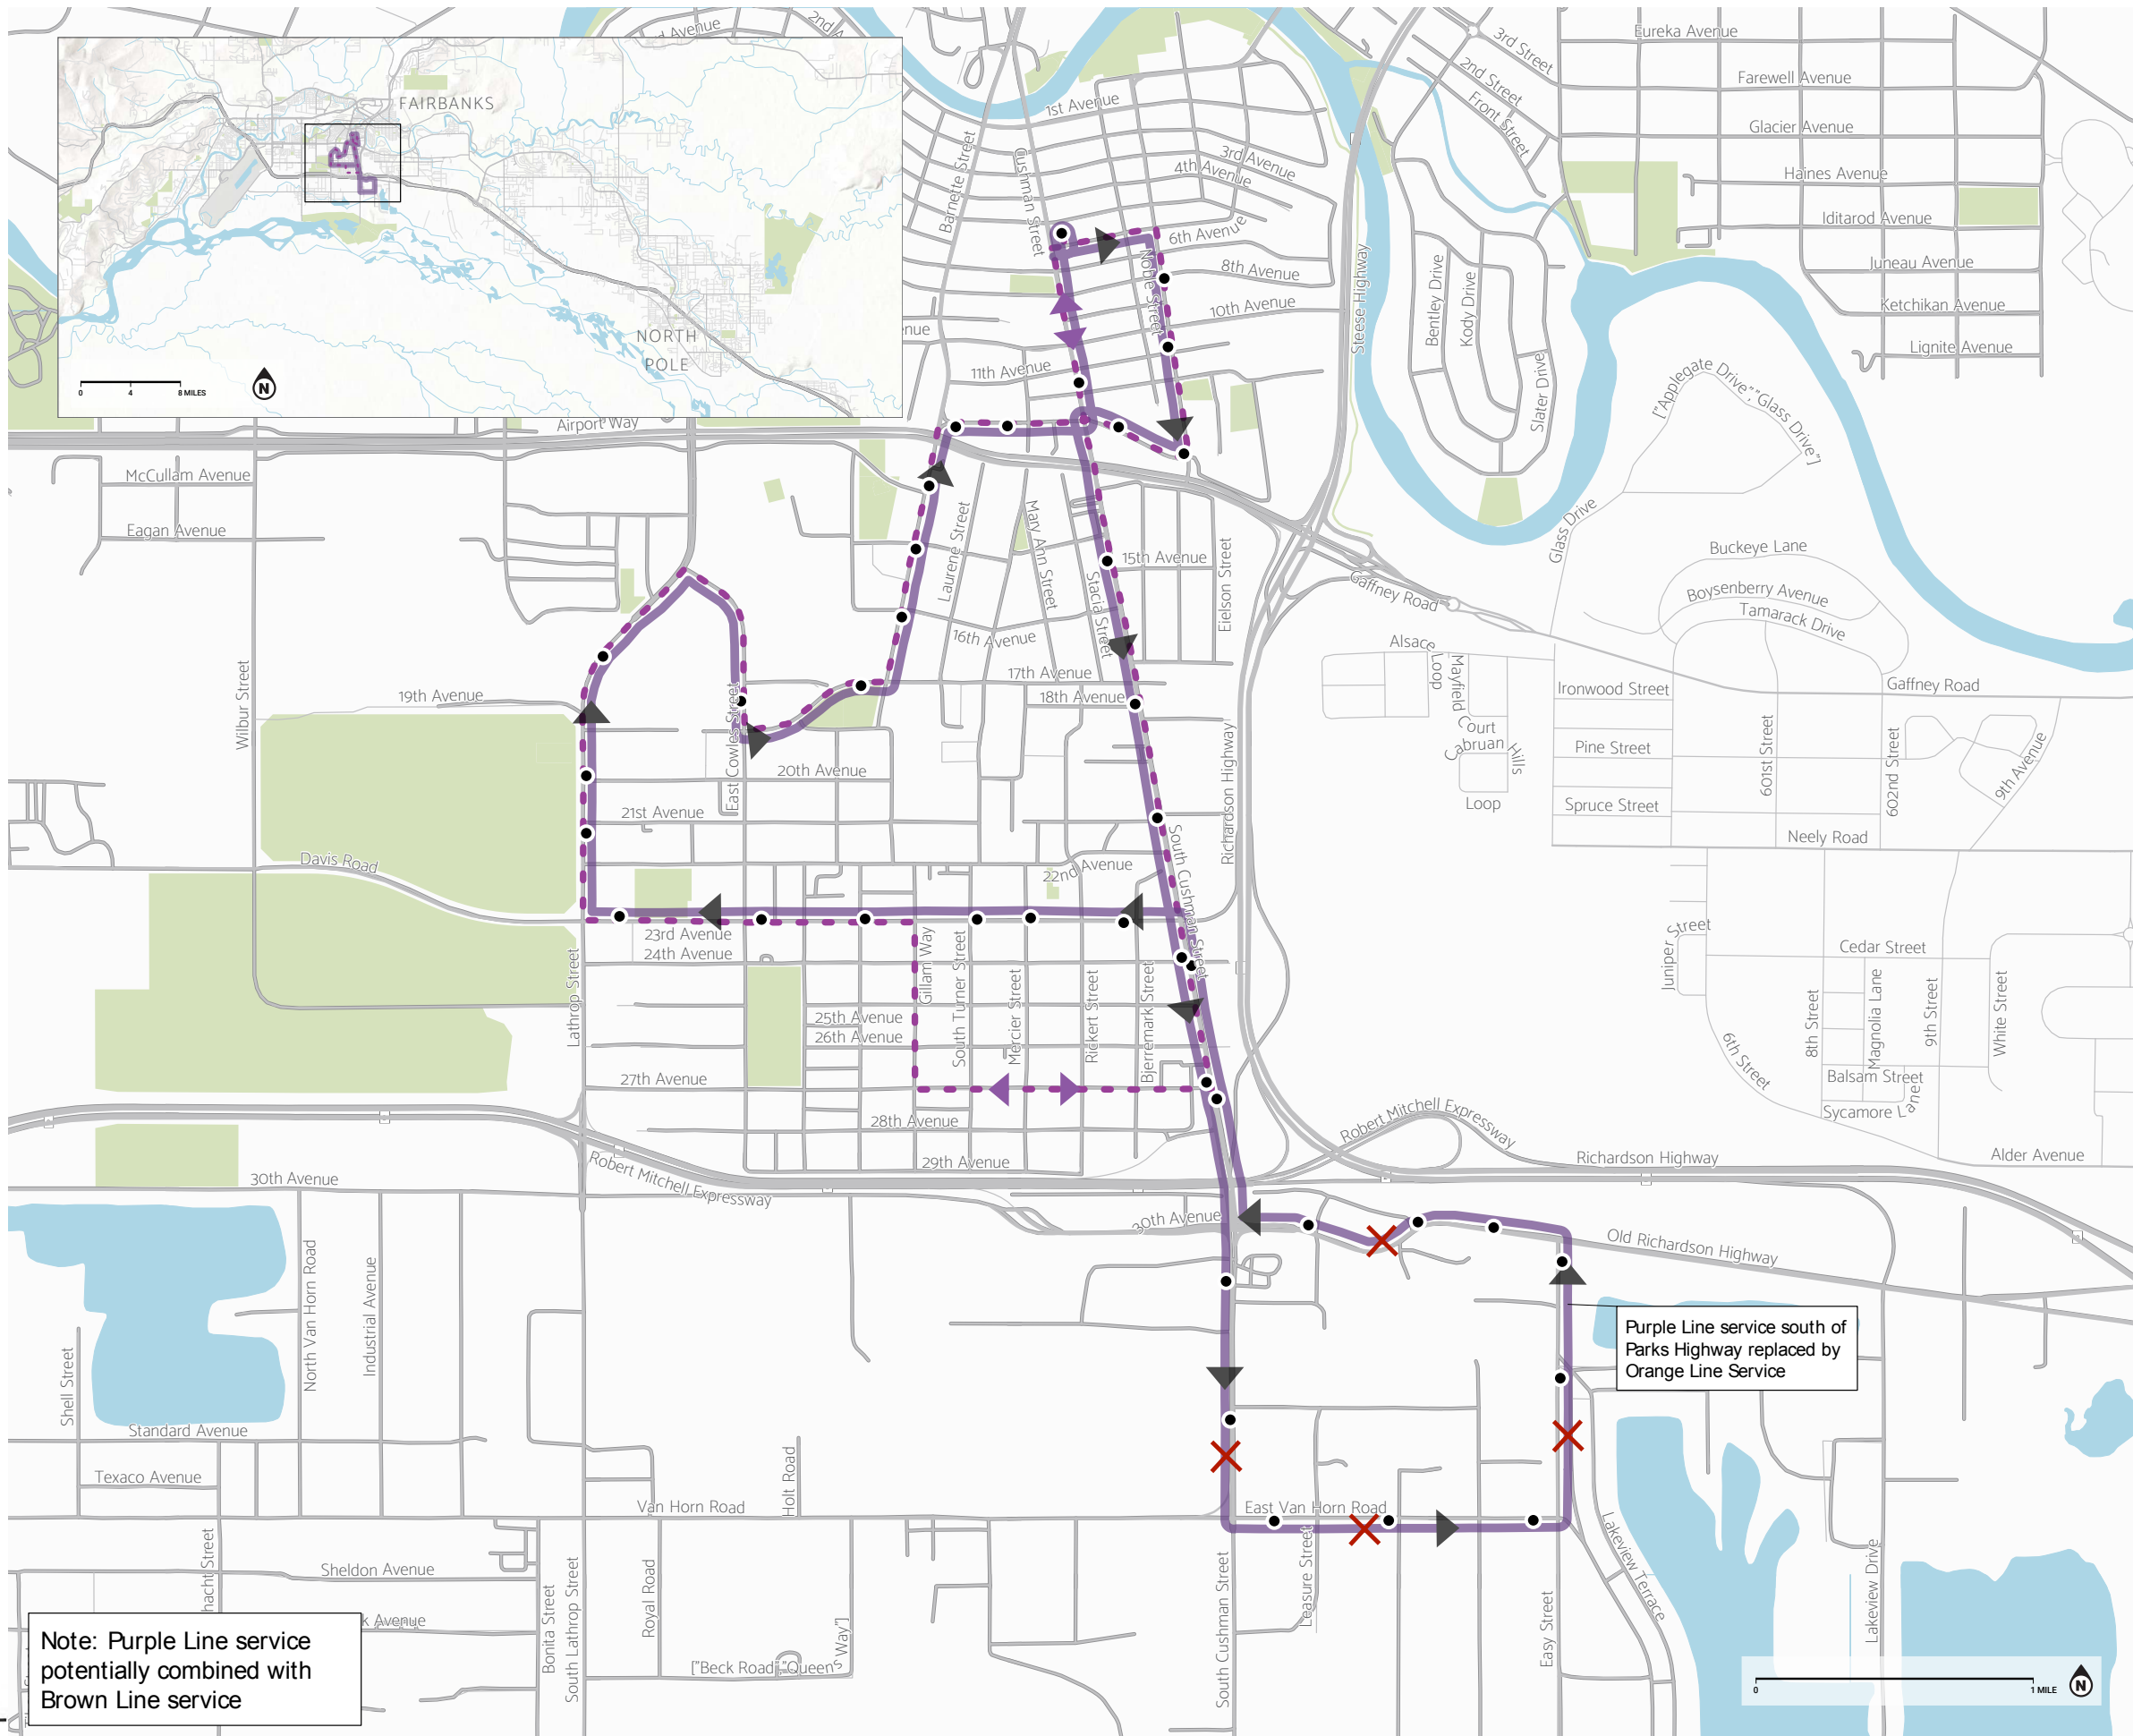 2nd A
d Avenue
FAIRBANKS
NORTH
POLE
0 4 8 MILES
N
3rd Street
2nd Street
Front Street
Eureka Avenue
Farewell Avenue
Glacier Avenue
Haines Avenue
Iditarod Avenue
Juneau Avenue
Ketchikan Avenue
Lignite Avenue
1st Avenue
3rd Avenue
4th Avenue
6th Avenue
8th Avenue
10th Avenue
11th Avenue
enue
Barnette Street
Cushman Street
Noble Street
Steese Highway
Bentley Drive
Kody Drive
Slater Drive
["Applegate Drive","Glass Drive"]
Glass Drive
Airport Way
McCullam Avenue
Eagan Avenue
Wilbur Street
19th Avenue
Laurene Street
Mary Ann Street
Stacia Street
15th Avenue
Eielson Street
16th Avenue
17th Avenue
18th Avenue
Gaffney Road
Buckeye Lane
Boysenberry Avenue
Tamarack Drive
Alsace
Loop
Mayfield
Court
Cabruan
Hills
Loop
Ironwood Street
Pine Street
Spruce Street
Gaffney Road
601st Street
602nd Street
9th Avenue
Neely Road
East Cowles Street
20th Avenue
21st Avenue
22nd Avenue
Davis Road
Richardson Highway
South Cushman Street
23rd Avenue
24th Avenue
Lathrop Street
Gillam Way
South Turner Street
Mercier Street
Rickert Street
Bjerremark Street
25th Avenue
26th Avenue
27th Avenue
28th Avenue
29th Avenue
Juniper Street
Cedar Street
6th Street
8th Street
Magnolia Lane
9th Street
White Street
Balsam Street
Sycamore Lane
Alder Avenue
Robert Mitchell Expressway
Richardson Highway
Robert Mitchell Expressway
30th Avenue
30th Avenue
Old Richardson Highway
Purple Line service south of
Parks Highway replaced by
Orange Line Service
North Van Horn Road
Industrial Avenue
Shell Street
Standard Avenue
Texaco Avenue
Van Horn Road
Holt Road
East Van Horn Road
Leasure Street
South Cushman Street
Easy Street
Lakeview Terrace
Lakeview Drive
hacht Street
Sheldon Avenue
k Avenue
Bonita Street
South Lathrop Street
Royal Road
["Beck Road","Queen's Way"]
Note: Purple Line service
potentially combined with
Brown Line service
0 1 MILE
N